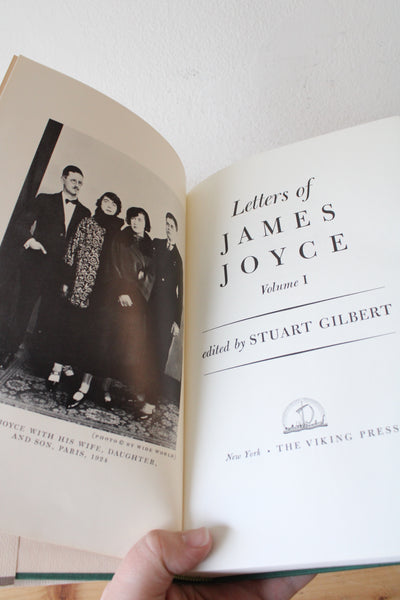 (PHOTO © BY WIDE WORLD)
JOYCE WITH HIS WIFE, DAUGHTER,
AND SON, PARIS, 1924
Letters of
JAMES
JOYCE
Volume I
edited by STUART GILBERT
New York · THE VIKING PRESS